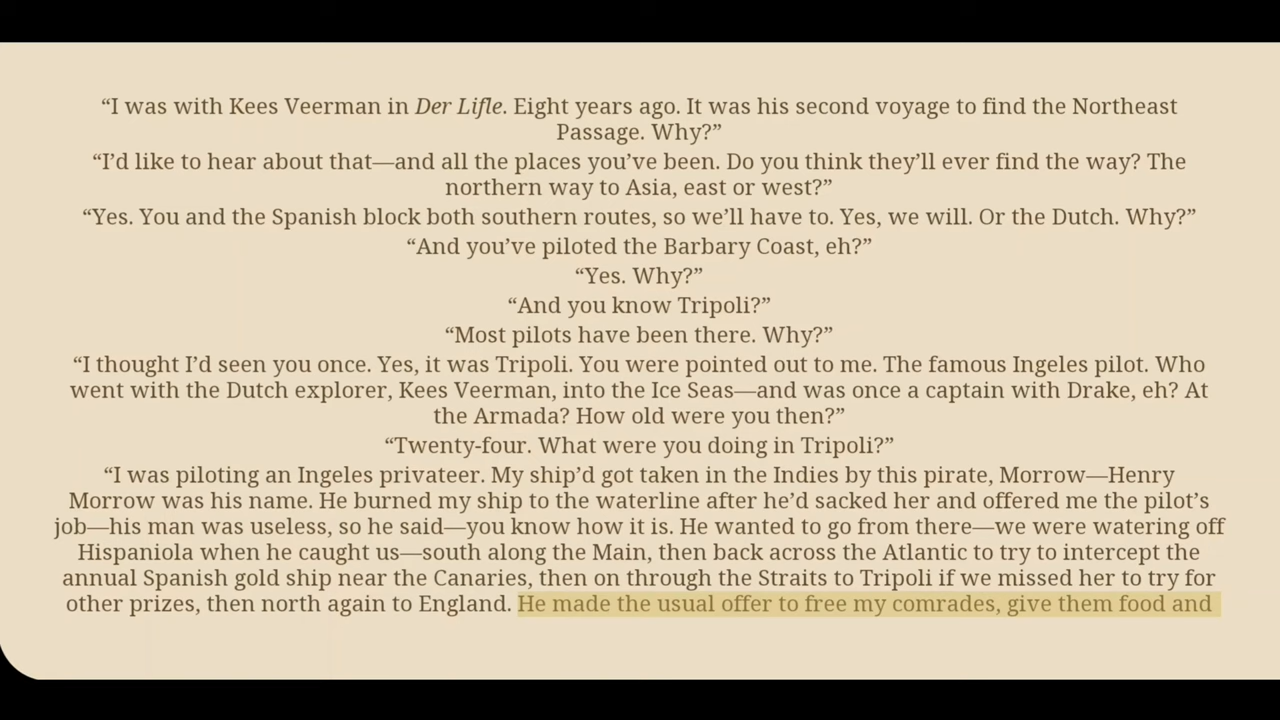 “I was with Kees Veerman in Der Lifle. Eight years ago. It was his second voyage to find the Northeast
Passage. Why?”
“I’d like to hear about that—and all the places you’ve been. Do you think they’ll ever find the way? The
northern way to Asia, east or west?”
“Yes. You and the Spanish block both southern routes, so we’ll have to. Yes, we will. Or the Dutch. Why?”
“And you’ve piloted the Barbary Coast, eh?”
“Yes. Why?”
“And you know Tripoli?”
“Most pilots have been there. Why?”
“I thought I’d seen you once. Yes, it was Tripoli. You were pointed out to me. The famous Ingeles pilot. Who
went with the Dutch explorer, Kees Veerman, into the Ice Seas—and was once a captain with Drake, eh? At
the Armada? How old were you then?”
“Twenty-four. What were you doing in Tripoli?”
“I was piloting an Ingeles privateer. My ship’d got taken in the Indies by this pirate, Morrow—Henry
Morrow was his name. He burned my ship to the waterline after he’d sacked her and offered me the pilot’s
job—his man was useless, so he said—you know how it is. He wanted to go from there—we were watering off
Hispaniola when he caught us—south along the Main, then back across the Atlantic to try to intercept the
annual Spanish gold ship near the Canaries, then on through the Straits to Tripoli if we missed her to try for
other prizes, then north again to England. He made the usual offer to free my comrades, give them food and